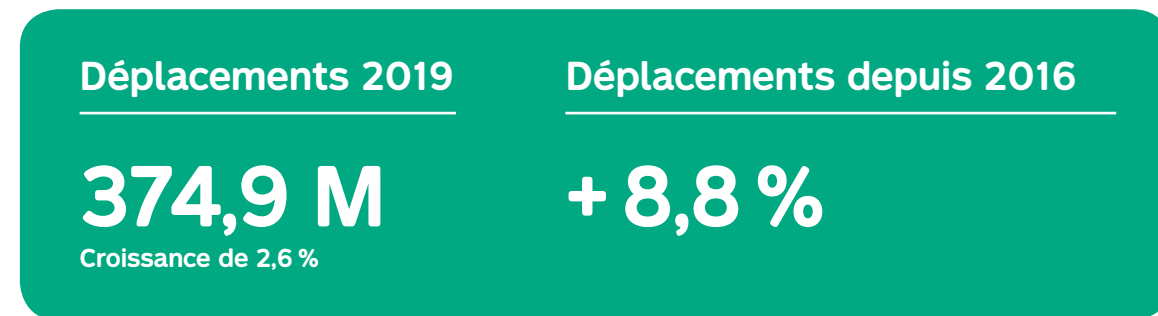 Déplacements 2019
374,9 M
Croissance de 2,6 %
Déplacements depuis 2016
+ 8,8 %